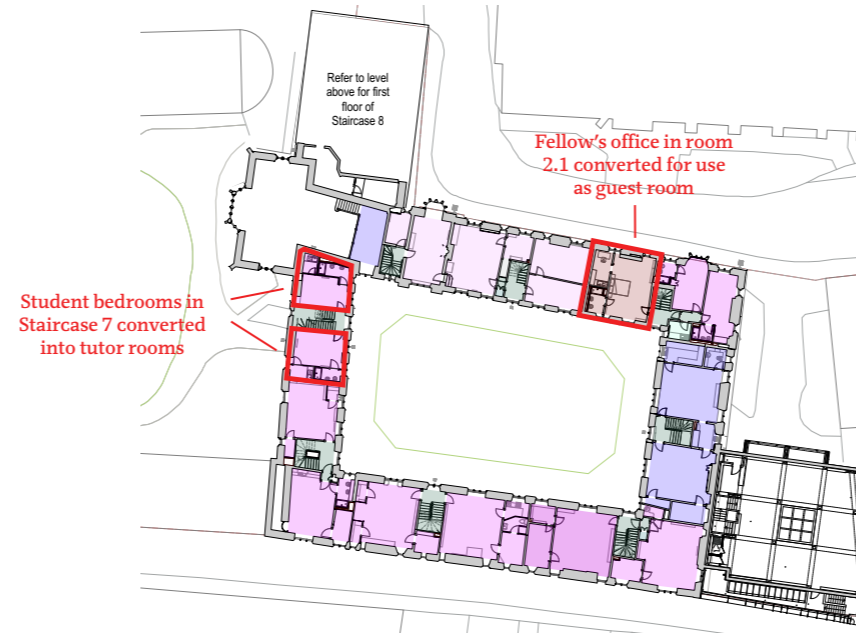 Refer to level
above for first
floor of
Staircase 8
Fellow's office in room
2.1 converted for use
as guest room
Student bedrooms in
Staircase 7 converted
into tutor rooms